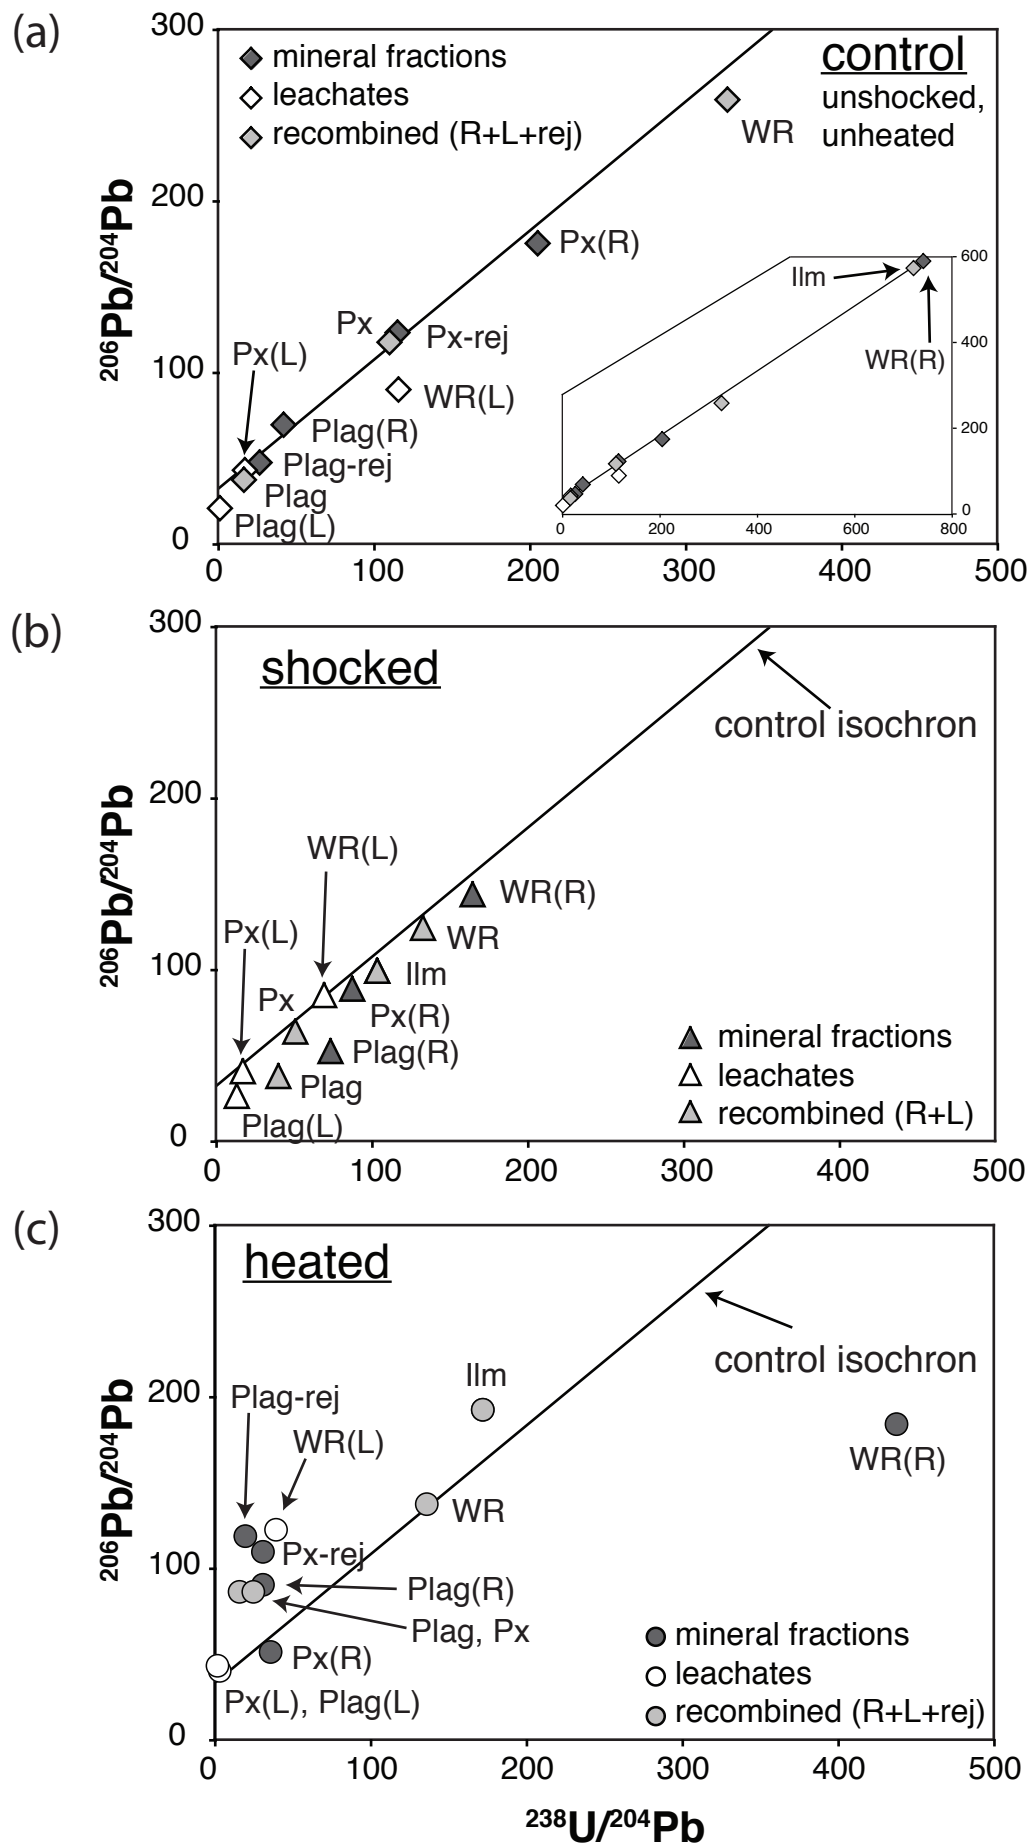 (a)
300
200
100
0
0 100 200 300 400 500
²⁰⁶Pb/²⁰⁴Pb
mineral fractions
leachates
recombined (R+L+rej)
control
unshocked,
unheated
WR
Px(R)
Px
Px-rej
Px(L)
WR(L)
Plag(R)
Plag-rej
Plag
Plag(L)
Ilm
WR(R)
600
400
200
0
0 200 400 600 800
(b)
300
200
100
0
0 100 200 300 400 500
²⁰⁶Pb/²⁰⁴Pb
shocked
control isochron
WR(L)
WR(R)
Px(L)
WR
Ilm
Px
Px(R)
Plag(R)
Plag
Plag(L)
mineral fractions
leachates
recombined (R+L)
(c)
300
200
100
0
0 100 200 300 400 500
²⁰⁶Pb/²⁰⁴Pb
heated
control isochron
Ilm
Plag-rej
WR(L)
WR(R)
WR
Px-rej
Plag(R)
Plag, Px
Px(R)
Px(L), Plag(L)
mineral fractions
leachates
recombined (R+L+rej)
²³⁸U/²⁰⁴Pb